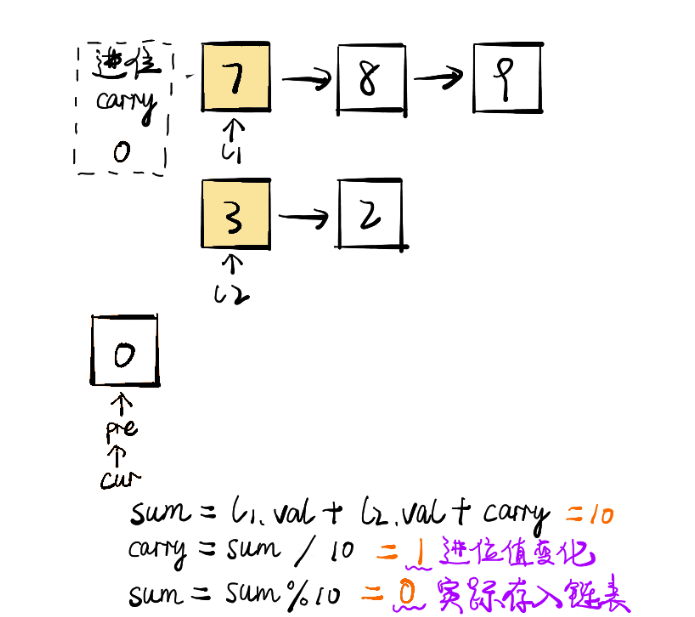 进位
carry
0
7 → 8 → 9
↑
l1
3 → 2
↑
l2
0
↑
pre
↑
cur
sum = l1.val + l2.val + carry = 10
carry = sum / 10 = 1 进位值变化
sum = sum % 10 = 0 实际存入链表